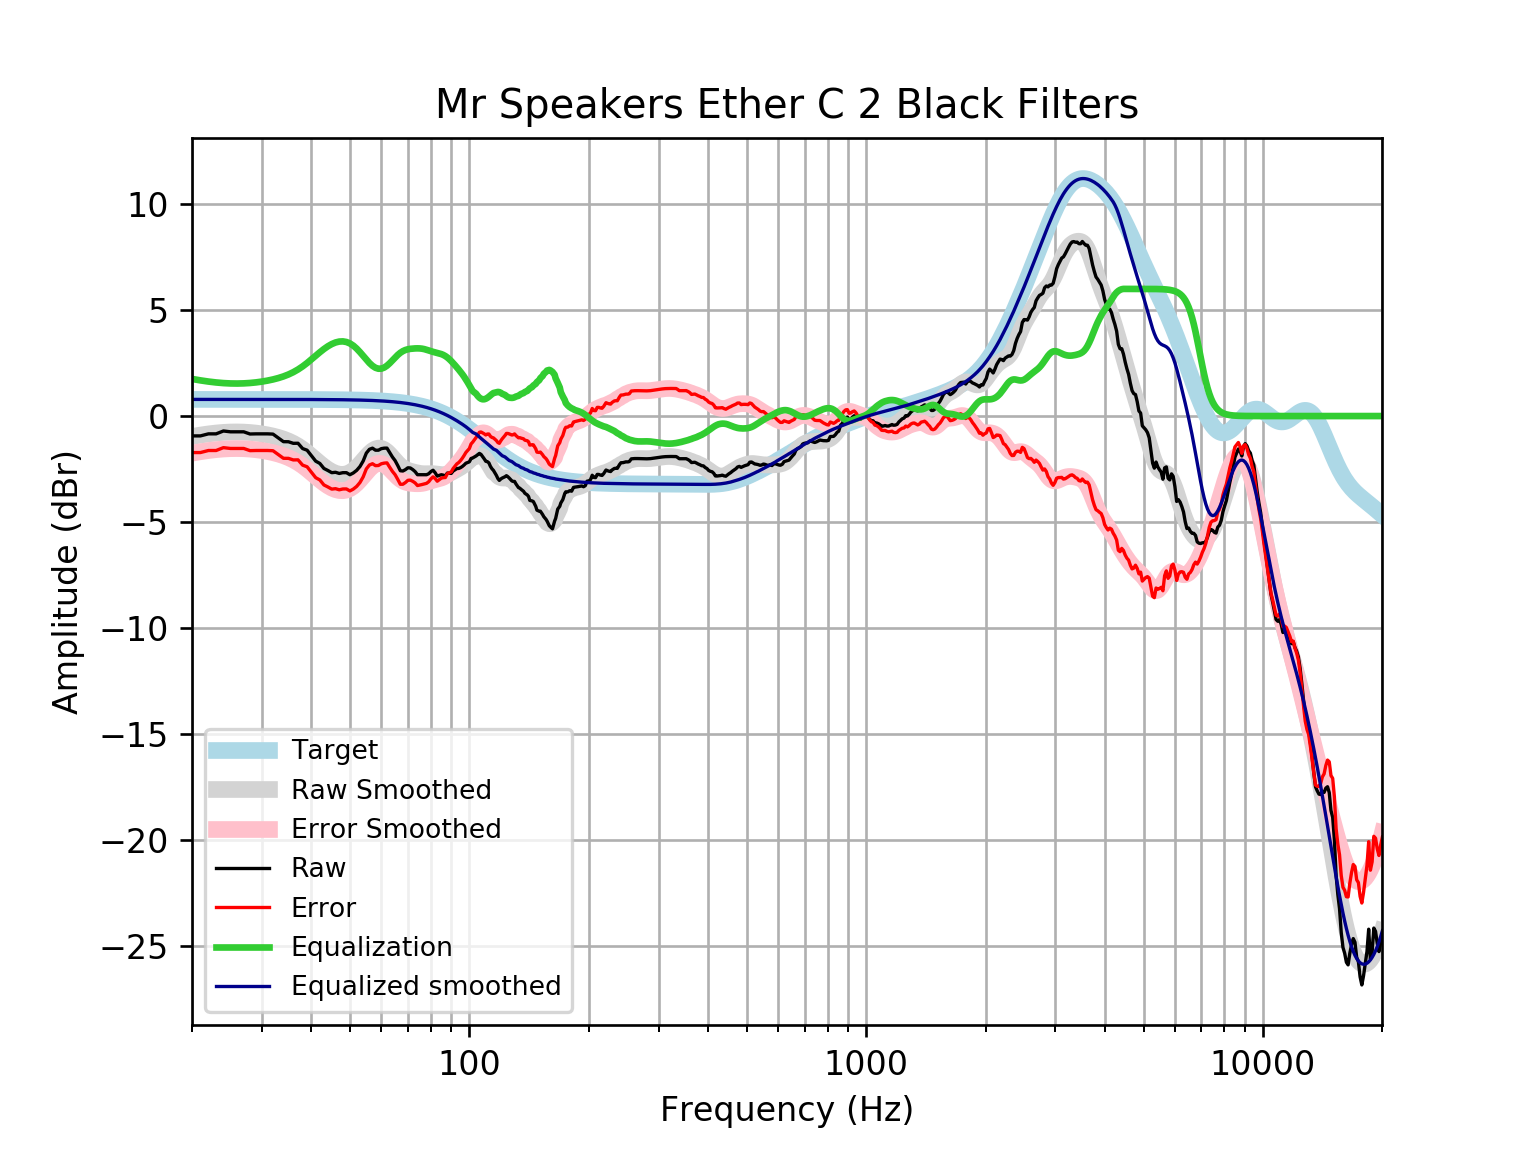 Mr Speakers Ether C 2 Black Filters
Amplitude (dBr)
10
5
0
−5
−10
−15
−20
−25
Target
Raw Smoothed
Error Smoothed
Raw
Error
Equalization
Equalized smoothed
100
1000
10000
Frequency (Hz)